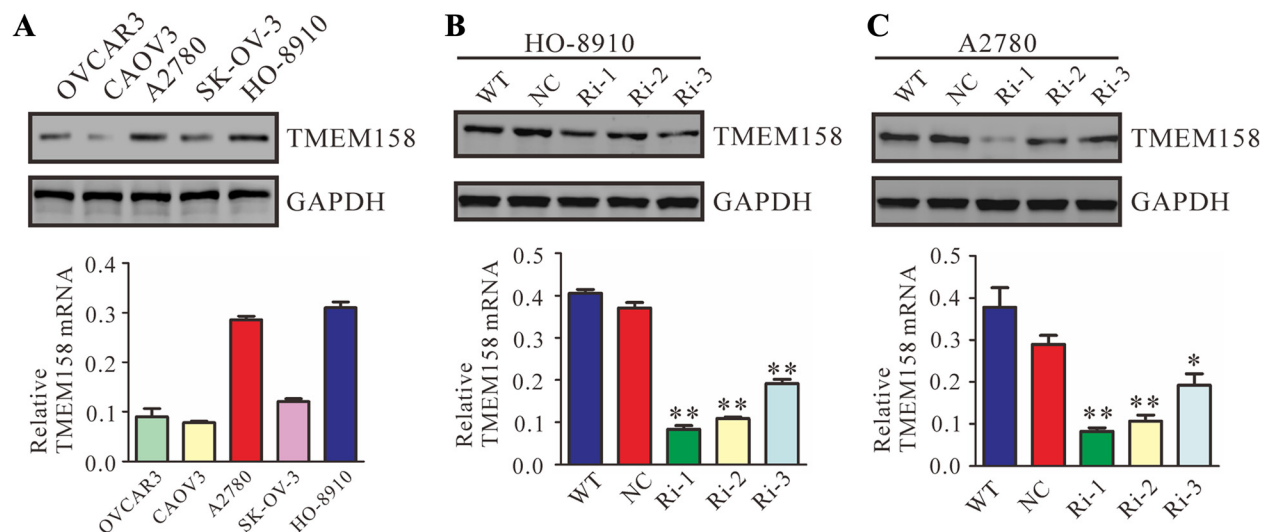 A
OVCAR3
CAOV3
A2780
SK-OV-3
HO-8910
TMEM158
GAPDH
Relative
TMEM158 mRNA
0.4
0.3
0.2
0.1
0.0
OVCAR3
CAOV3
A2780
SK-OV-3
HO-8910
B
HO-8910
WT
NC
Ri-1
Ri-2
Ri-3
TMEM158
GAPDH
Relative
TMEM158 mRNA
0.5
0.4
0.3
0.2
0.1
0.0
**
**
**
WT
NC
Ri-1
Ri-2
Ri-3
C
A2780
WT
NC
Ri-1
Ri-2
Ri-3
TMEM158
GAPDH
Relative
TMEM158 mRNA
0.5
0.4
0.3
0.2
0.1
0.0
**
**
*
WT
NC
Ri-1
Ri-2
Ri-3